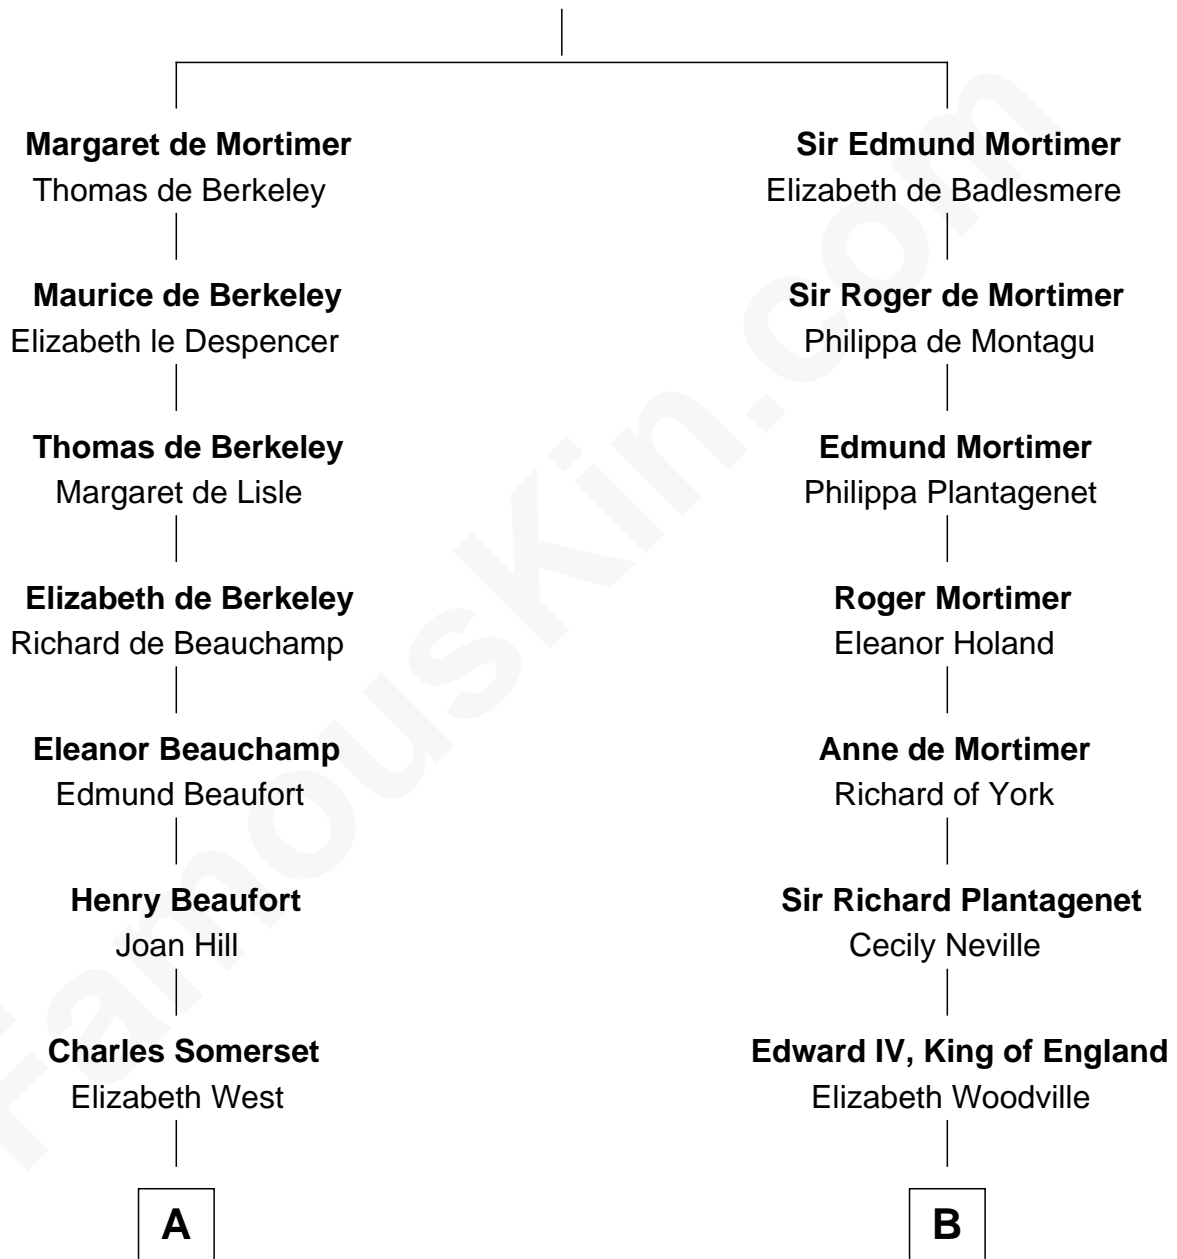 Margaret de Mortimer
Thomas de Berkeley
Maurice de Berkeley
Elizabeth le Despencer
Thomas de Berkeley
Margaret de Lisle
Elizabeth de Berkeley
Richard de Beauchamp
Eleanor Beauchamp
Edmund Beaufort
Henry Beaufort
Joan Hill
Charles Somerset
Elizabeth West
A
Sir Edmund Mortimer
Elizabeth de Badlesmere
Sir Roger de Mortimer
Philippa de Montagu
Edmund Mortimer
Philippa Plantagenet
Roger Mortimer
Eleanor Holand
Anne de Mortimer
Richard of York
Sir Richard Plantagenet
Cecily Neville
Edward IV, King of England
Elizabeth Woodville
B
FamousKin.com